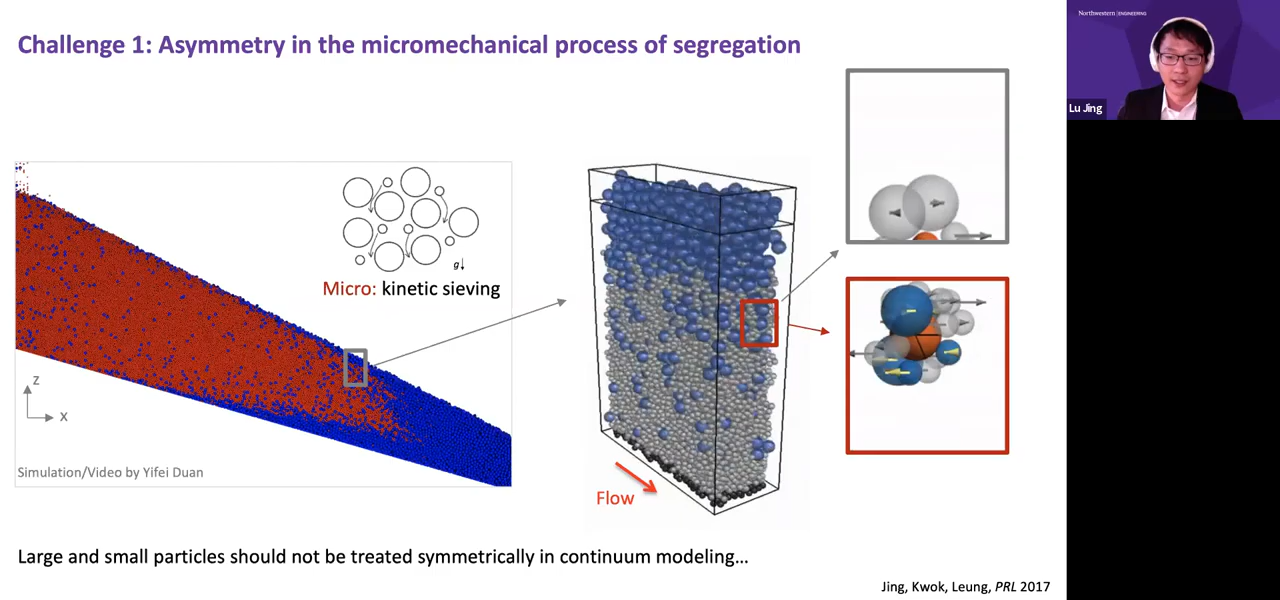 Challenge 1: Asymmetry in the micromechanical process of segregation
Northwestern | ENGINEERING
Lu Jing
g
Micro: kinetic sieving
Z
X
Simulation/Video by Yifei Duan
Flow
Large and small particles should not be treated symmetrically in continuum modeling...
Jing, Kwok, Leung, PRL 2017